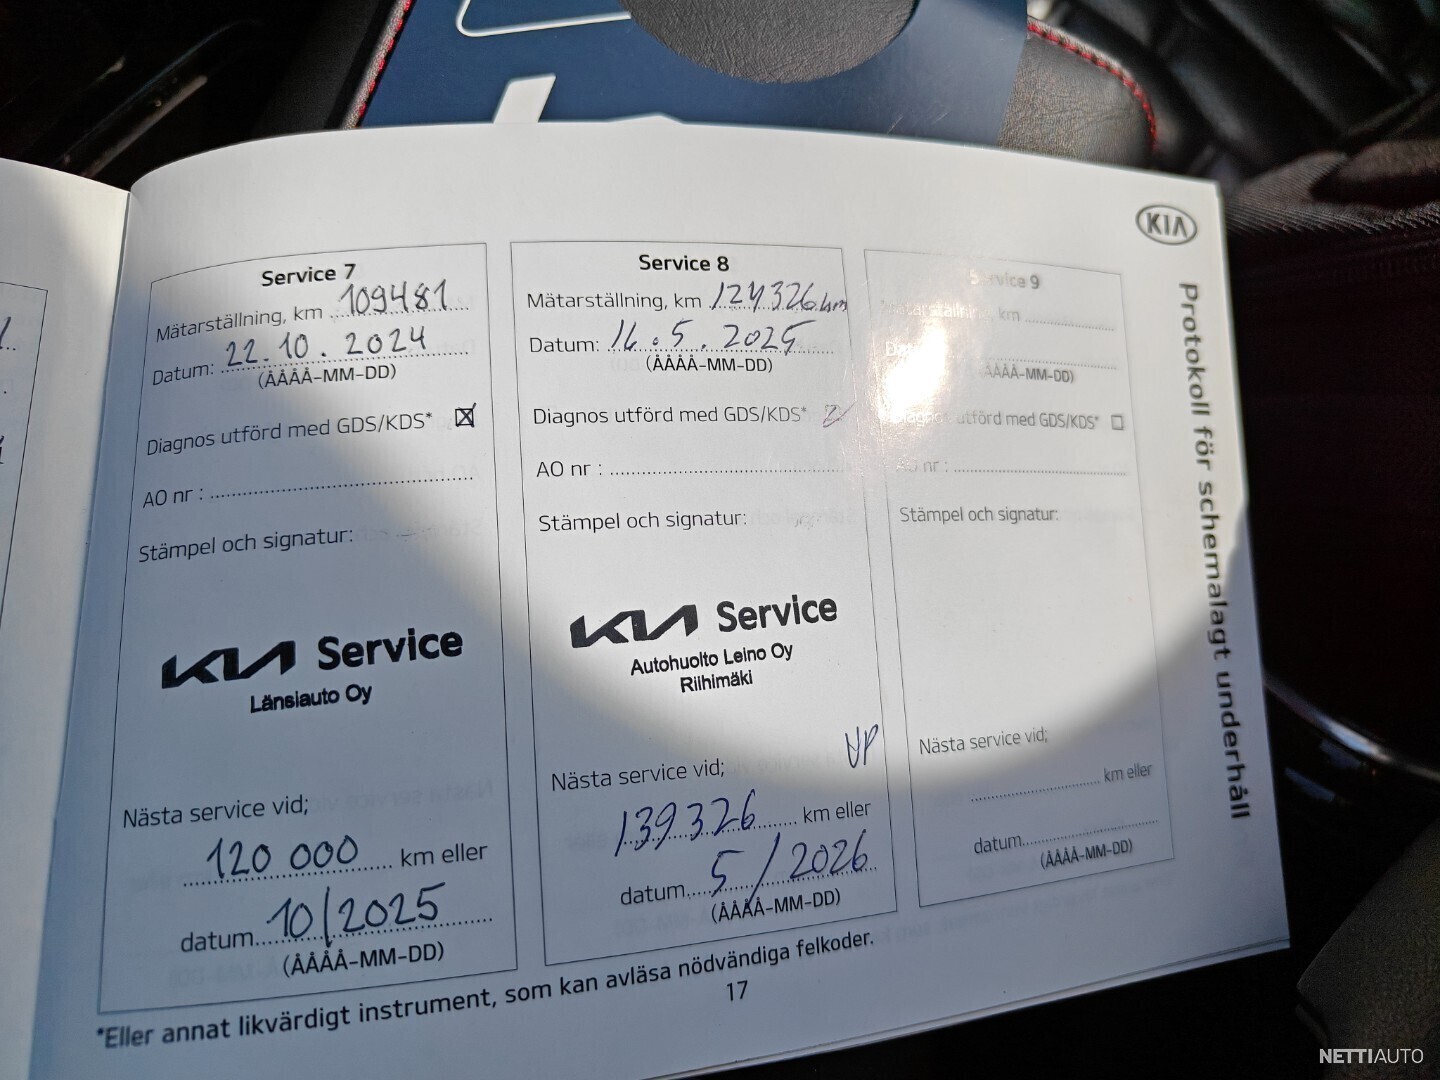 KIA
Protokoll för schemalagt underhåll
Service 7
Mätarställning, km 109481
Datum: 22.10.2024
(ÅÅÅÅ-MM-DD)
Diagnos utförd med GDS/KDS* ☒
AO nr :
Stämpel och signatur:
KIA Service
Länsiauto Oy
Nästa service vid;
120 000 km eller
datum 10/2025
(ÅÅÅÅ-MM-DD)
Service 8
Mätarställning, km 124326 km
Datum: 16.5.2025
(ÅÅÅÅ-MM-DD)
Diagnos utförd med GDS/KDS*
AO nr :
Stämpel och signatur:
KIA Service
Autohuolto Leino Oy
Riihimäki
Nästa service vid;
139326 km eller
datum 5/2026
(ÅÅÅÅ-MM-DD)
Service 9
Mätarställning, km
Datum:
(ÅÅÅÅ-MM-DD)
Diagnos utförd med GDS/KDS* ☐
AO nr :
Stämpel och signatur:
Nästa service vid;
km eller
datum
(ÅÅÅÅ-MM-DD)
*Eller annat likvärdigt instrument, som kan avläsa nödvändiga felkoder.
17
NETTIAUTO